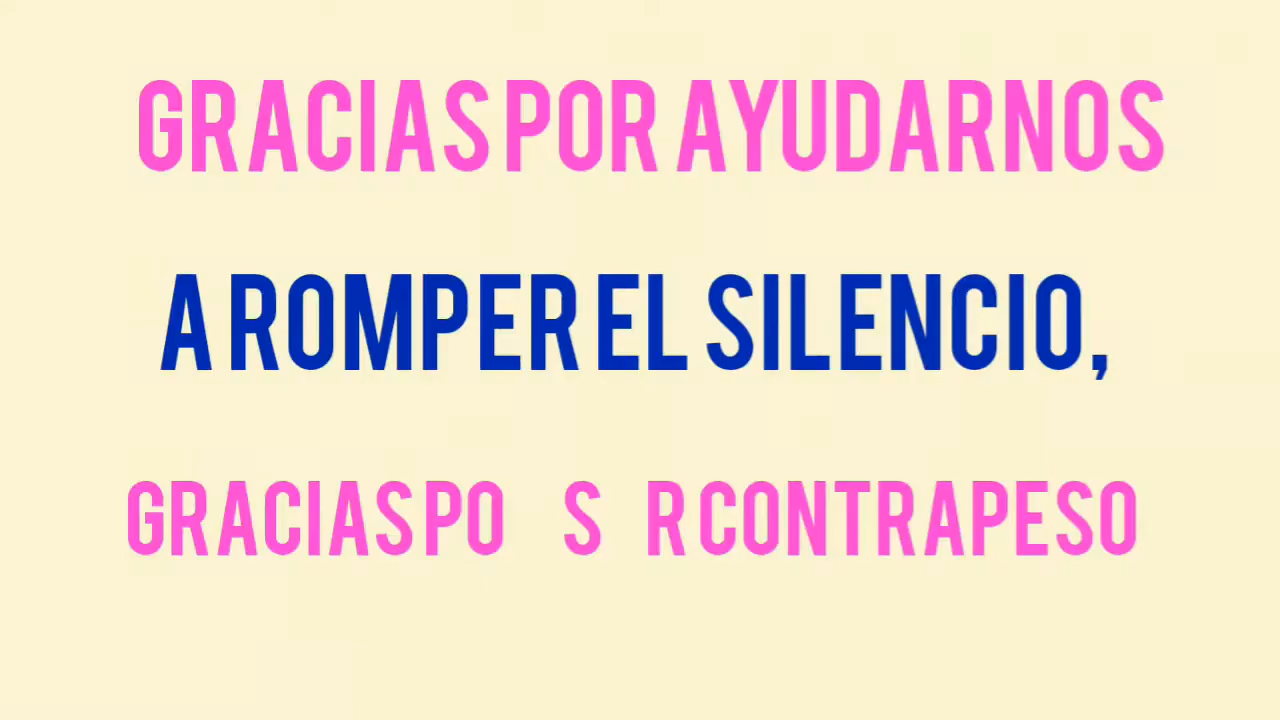 GRACIAS POR AYUDARNOS
A ROMPER EL SILENCIO,
GRACIAS PO S R CONTRAPESO